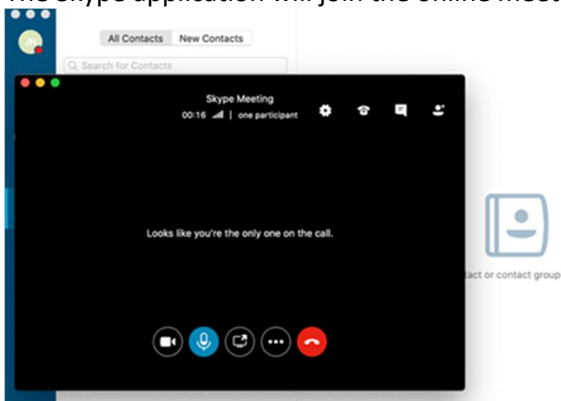 The Skype application will join the online meet
All Contacts New Contacts
Search for Contacts
Skype Meeting
00:16 | one participant
Looks like you're the only one on the call.
tact or contact group